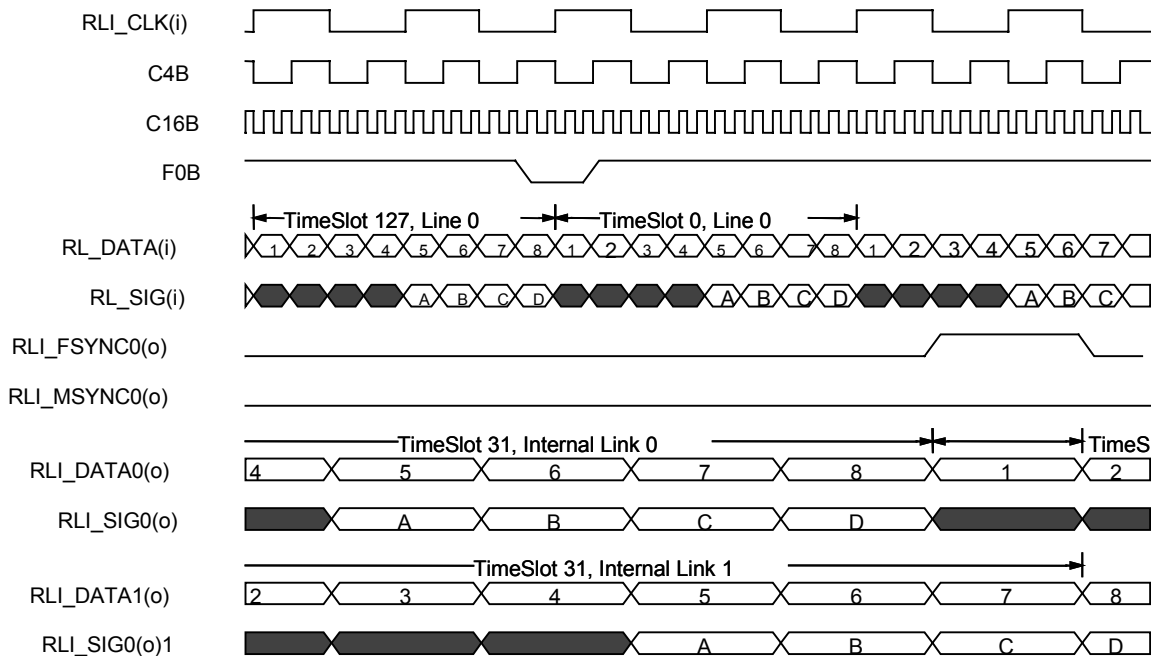 RLI_CLK(i)
C4B
C16B
F0B
TimeSlot 127, Line 0 TimeSlot 0, Line 0
RL_DATA(i) 1 2 3 4 5 6 7 8 1 2 3 4 5 6 7 8 1 2 3 4 5 6 7
RL_SIG(i) A B C D A B C D A B C
RLI_FSYNC0(o)
RLI_MSYNC0(o)
TimeSlot 31, Internal Link 0 TimeS
RLI_DATA0(o) 4 5 6 7 8 1 2
RLI_SIG0(o) A B C D
TimeSlot 31, Internal Link 1
RLI_DATA1(o) 2 3 4 5 6 7 8
RLI_SIG0(o)1 A B C D